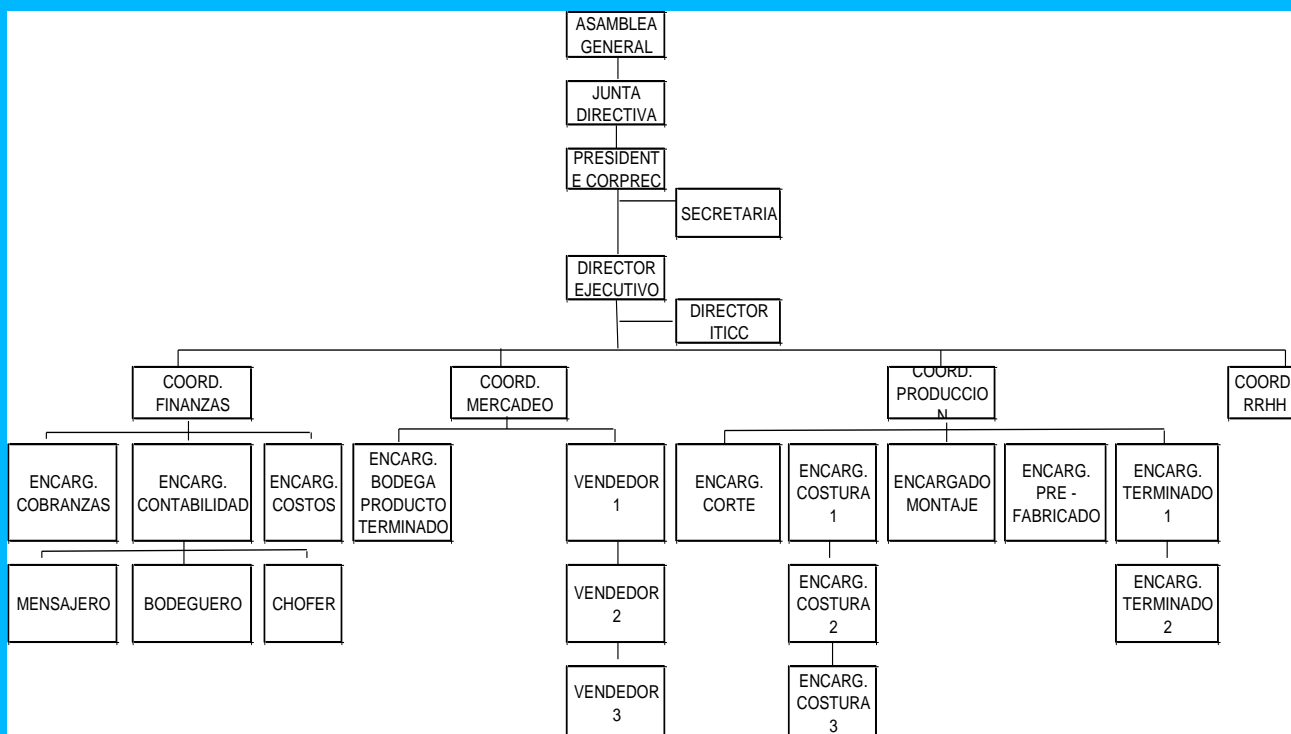 ASAMBLEA
GENERAL
JUNTA
DIRECTIVA
PRESIDENT
E CORPREC
SECRETARIA
DIRECTOR
EJECUTIVO
DIRECTOR
ITICC
COORD.
FINANZAS
COORD.
MERCADEO
COORD.
PRODUCCIO
N
COORD.
RRHH
ENCARG.
COBRANZAS
ENCARG.
CONTABILIDAD
ENCARG.
COSTOS
ENCARG.
BODEGA
PRODUCTO
TERMINADO
VENDEDOR
1
ENCARG.
CORTE
ENCARG.
COSTURA
1
ENCARGADO
MONTAJE
ENCARG.
PRE -
FABRICADO
ENCARG.
TERMINADO
1
MENSAJERO
BODEGUERO
CHOFER
VENDEDOR
2
ENCARG.
COSTURA
2
ENCARG.
TERMINADO
2
VENDEDOR
3
ENCARG.
COSTURA
3